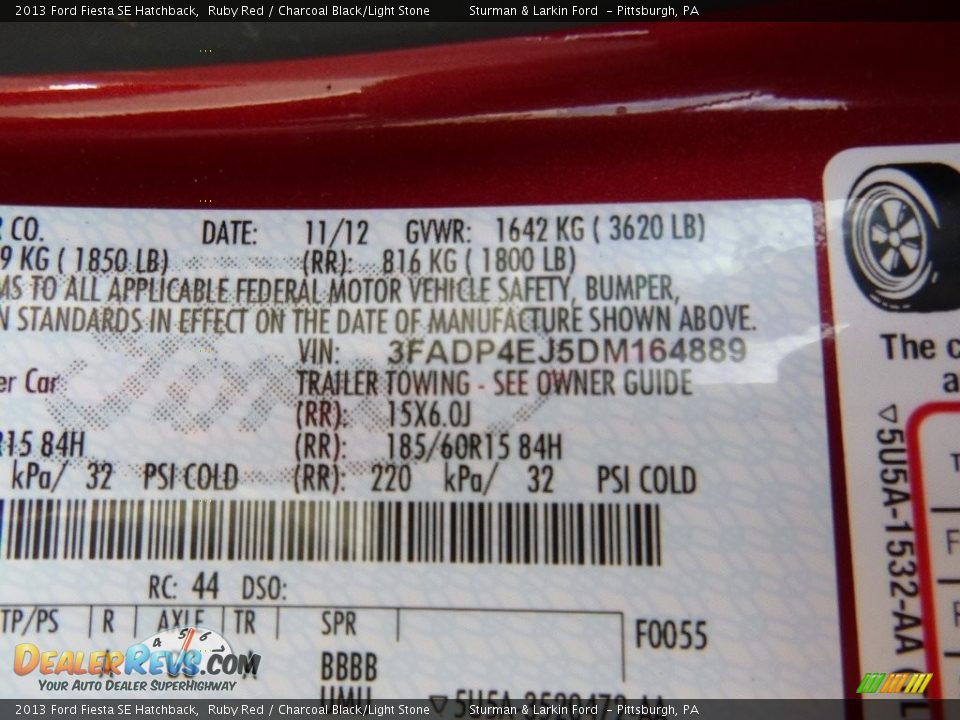 2013 Ford Fiesta SE Hatchback, Ruby Red / Charcoal Black/Light Stone Sturman & Larkin Ford - Pittsburgh, PA
CO. DATE: 11/12 GVWR: 1642 KG ( 3620 LB)
9 KG ( 1850 LB) (RR): 816 KG ( 1800 LB)
MS TO ALL APPLICABLE FEDERAL MOTOR VEHICLE SAFETY, BUMPER,
N STANDARDS IN EFFECT ON THE DATE OF MANUFACTURE SHOWN ABOVE.
VIN: 3FADP4EJ5DM164889
er Car TRAILER TOWING - SEE OWNER GUIDE
(RR): 15X6.0J
R15 84H (RR): 185/60R15 84H
kPa/ 32 PSI COLD (RR): 220 kPa/ 32 PSI COLD
RC: 44 DSO:
TP/PS R AXLE TR SPR
F0055
BBBB
The c
a
5U5A-1532-AA
DEALERREVS.COM
YOUR AUTO DEALER SUPERHIGHWAY
2013 Ford Fiesta SE Hatchback, Ruby Red / Charcoal Black/Light Stone Sturman & Larkin Ford - Pittsburgh, PA